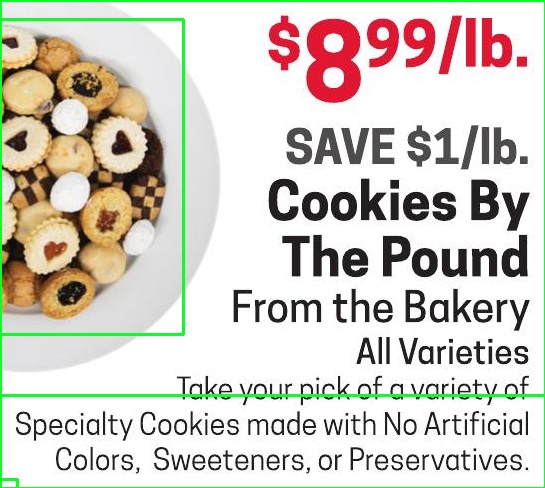 $8.99/lb.
SAVE $1/lb.
Cookies By
The Pound
From the Bakery
All Varieties
Take your pick of a variety of
Specialty Cookies made with No Artificial
Colors, Sweeteners, or Preservatives.